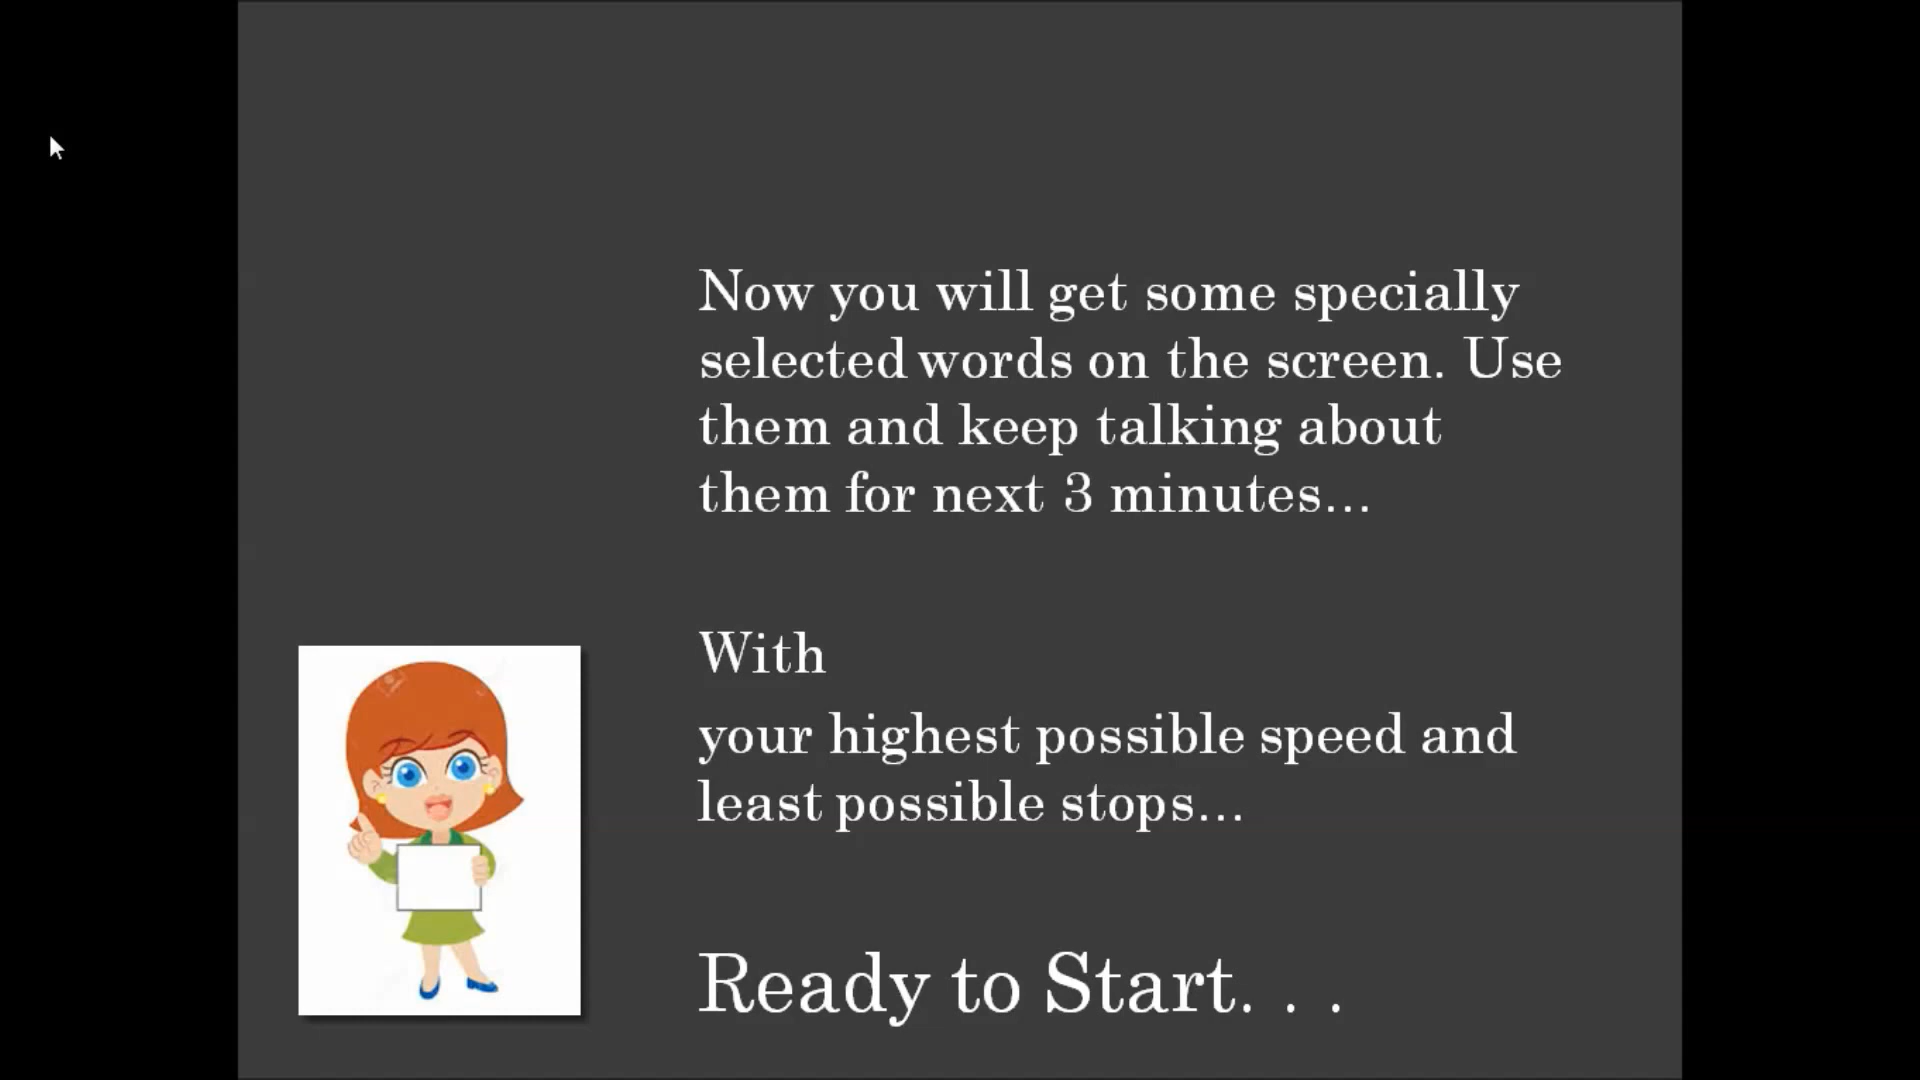 Now you will get some specially
selected words on the screen. Use
them and keep talking about
them for next 3 minutes...
With
your highest possible speed and
least possible stops...
Ready to Start. . .